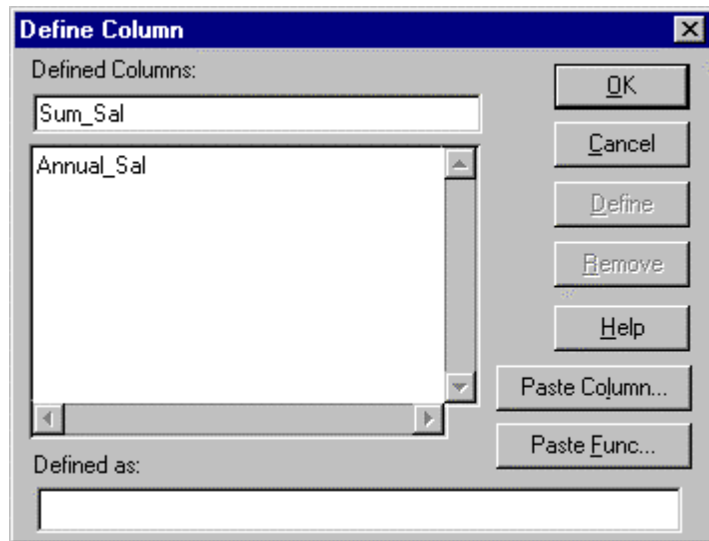 Define Column
Defined Columns:
Sum_Sal
Annual_Sal
OK
Cancel
Define
Remove
Help
Paste Column...
Paste Func...
Defined as: